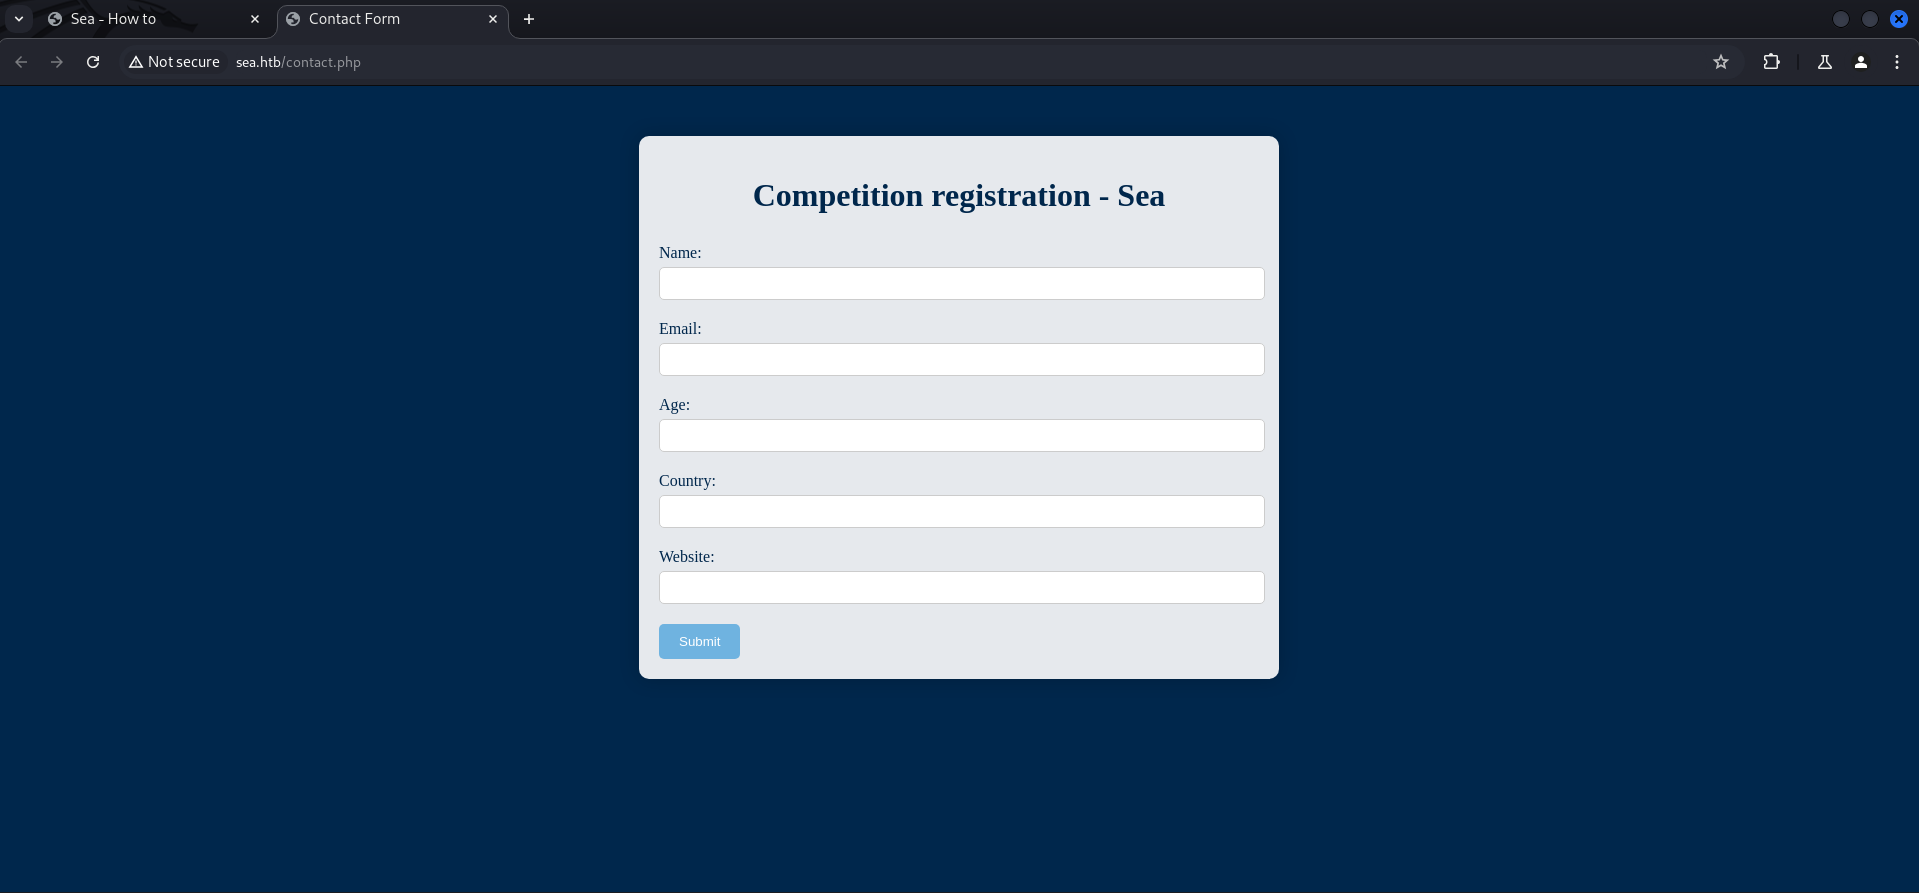 Sea - How to
Contact Form
Not secure
sea.htb/contact.php
Competition registration - Sea
Name:
Email:
Age:
Country:
Website:
Submit